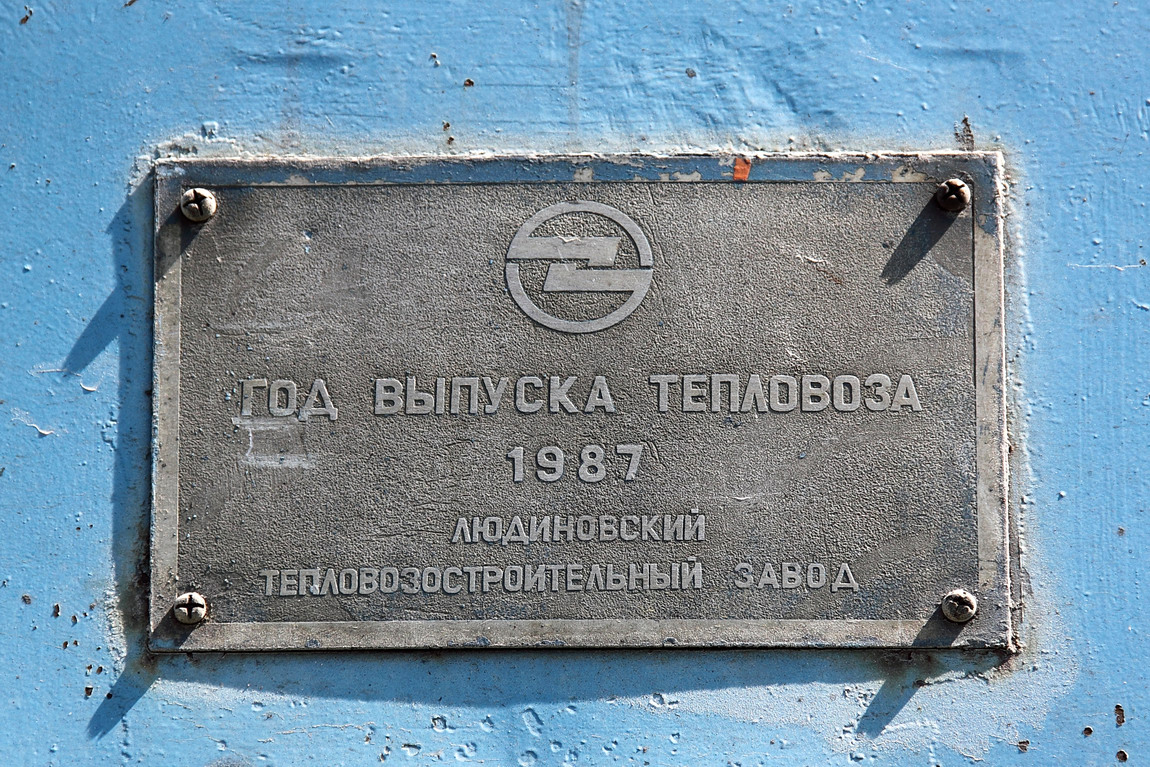 ГОД ВЫПУСКА ТЕПЛОВОЗА
1987
ЛЮДИНОВСКИЙ
ТЕПЛОВОЗОСТРОИТЕЛЬНЫЙ ЗАВОД